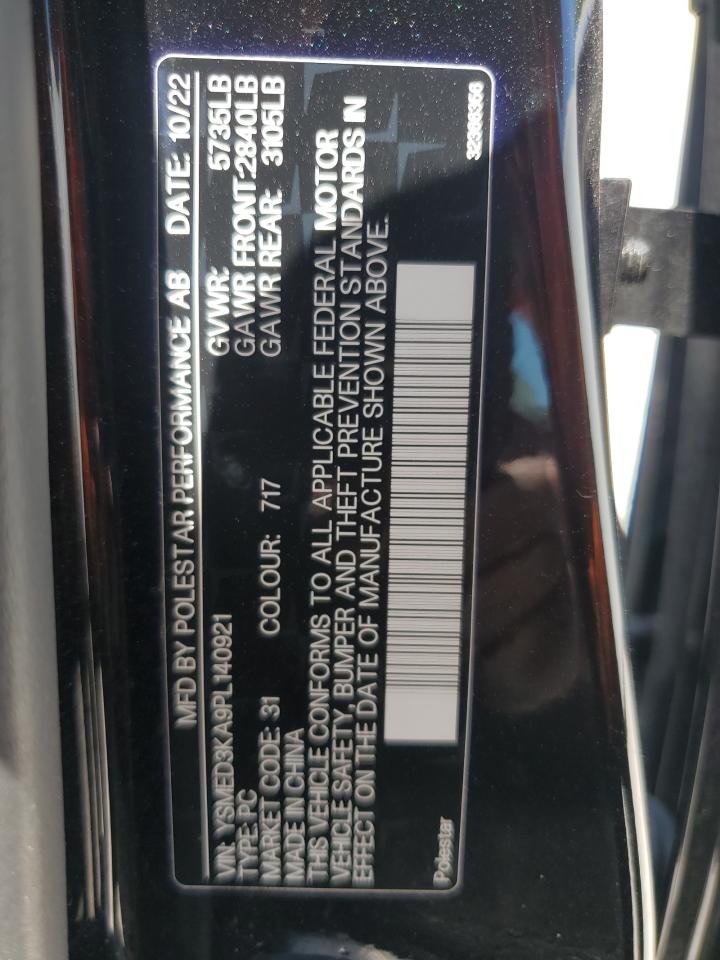 MFD BY POLESTAR PERFORMANCE AB DATE: 10/22
VIN: YSMED3KA9PL140921 GVWR: 5735LB
TYPE: PC GAWR FRONT:2840LB
MARKET CODE: 31 COLOUR: 717 GAWR REAR: 3105LB
MADE IN CHINA
THIS VEHICLE CONFORMS TO ALL APPLICABLE FEDERAL MOTOR
VEHICLE SAFETY, BUMPER AND THEFT PREVENTION STANDARDS IN
EFFECT ON THE DATE OF MANUFACTURE SHOWN ABOVE.
Polestar